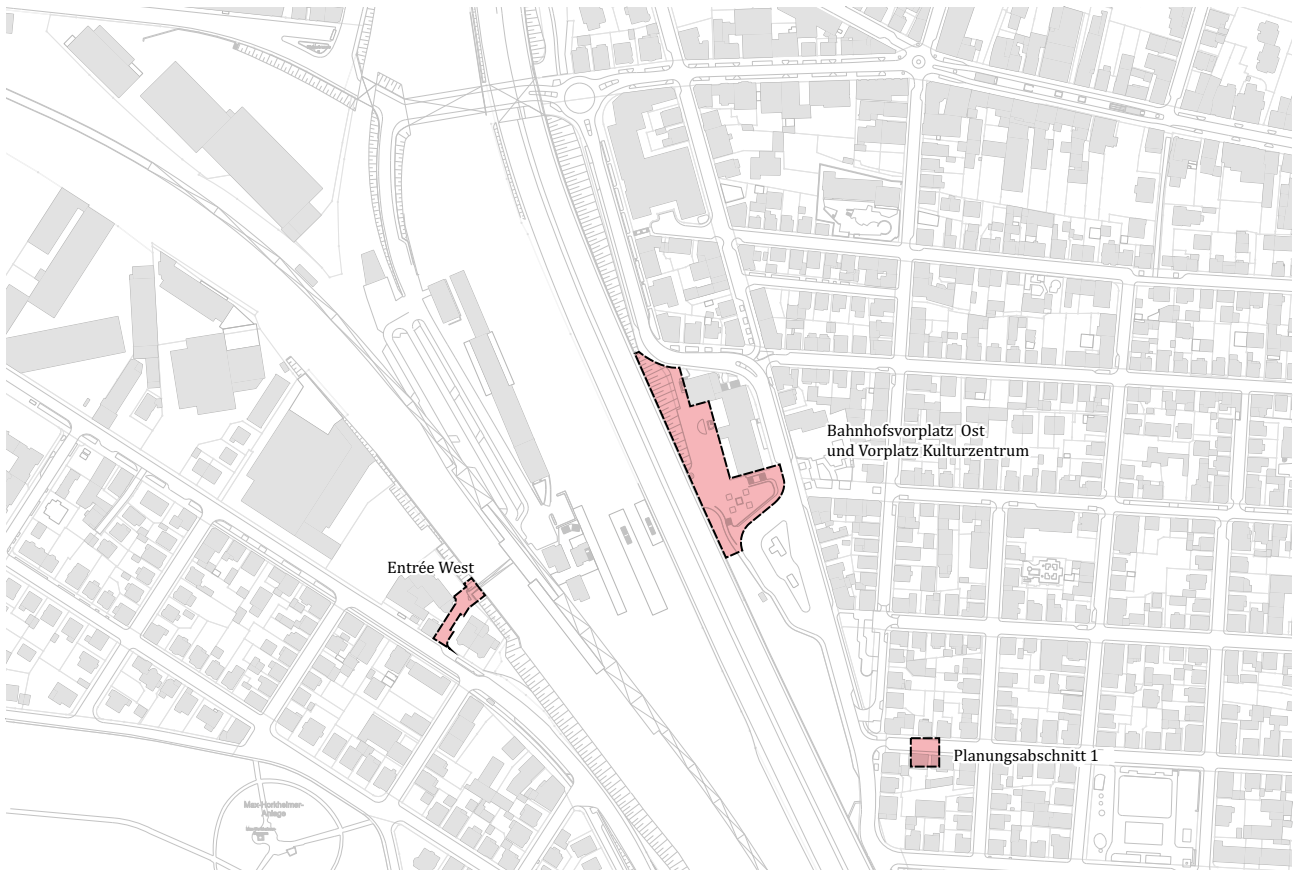 Bahnhofsvorplatz Ost
und Vorplatz Kulturzentrum
Entrée West
Planungsabschnitt 1
Max-Horkheimer-
Anlage